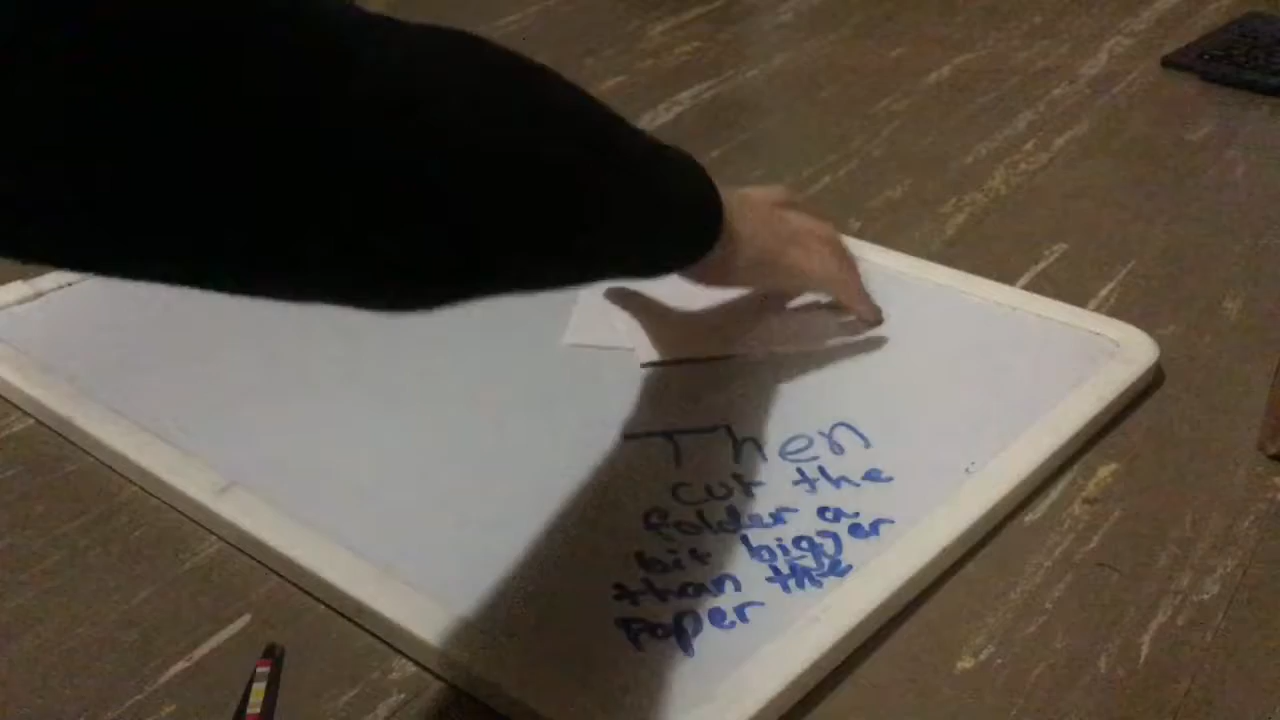 Then
cut the
folder a
bit bigger
than the
Paper